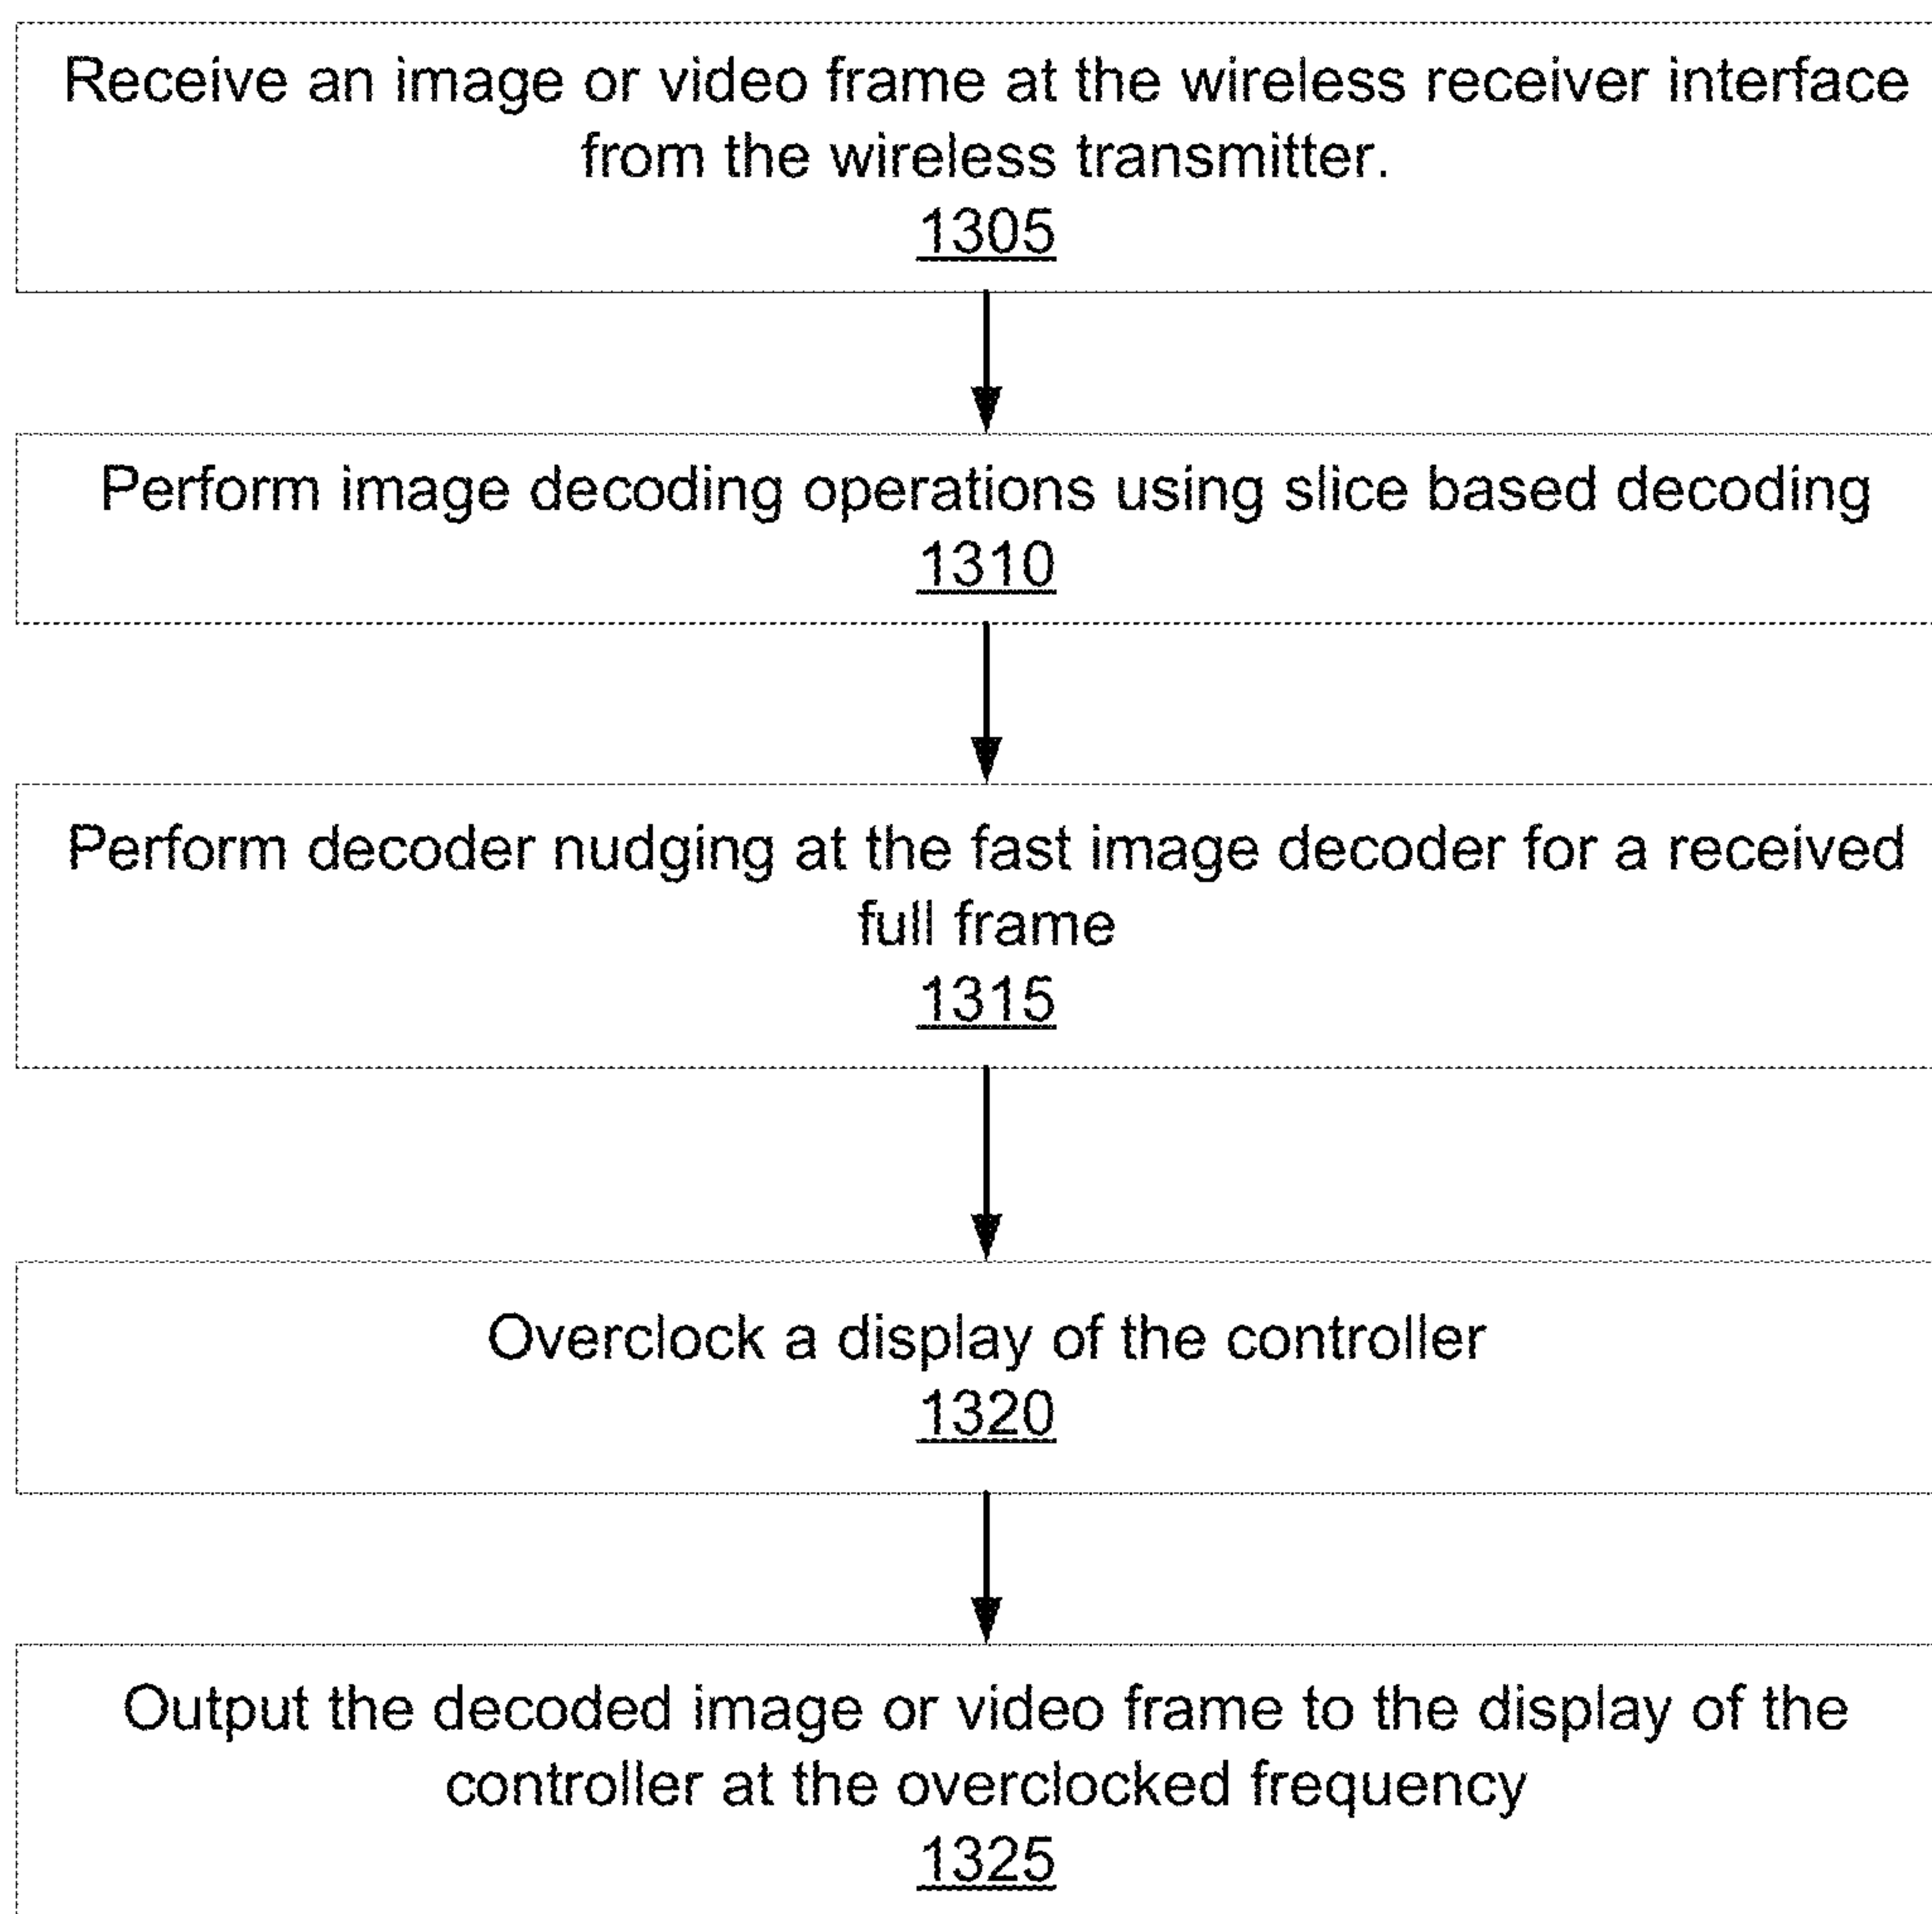 Receive an image or video frame at the wireless receiver interface
from the wireless transmitter.
1305
Perform image decoding operations using slice based decoding
1310
Perform decoder nudging at the fast image decoder for a received
full frame
1315
Overclock a display of the controller
1320
Output the decoded image or video frame to the display of the
controller at the overclocked frequency
1325